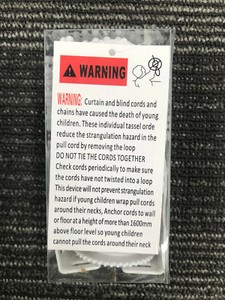 WARNING
WARNING: Curtain and blind cords and
chains have caused the death of young
children. These individual tassel orde
reduce the strangulation hazard in the
pull cord by removing the loop
DO NOT TIE THE CORDS TOGETHER
Check cords periodically to make sure
the cords have not twisted into a loop
This device will not prevent strangulation
hazard if young children wrap pull cords
around their necks, Anchor cords to wall
or floor at a height of more than 1600mm
above floor level so young children
cannot pull the cords around their neck